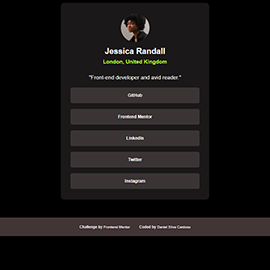 Jessica Randall
London, United Kingdom
"Front-end developer and avid reader."
GitHub
Frontend Mentor
LinkedIn
Twitter
Instagram
Challenge by Frontend Mentor Coded by Daniel Silva Cardoso